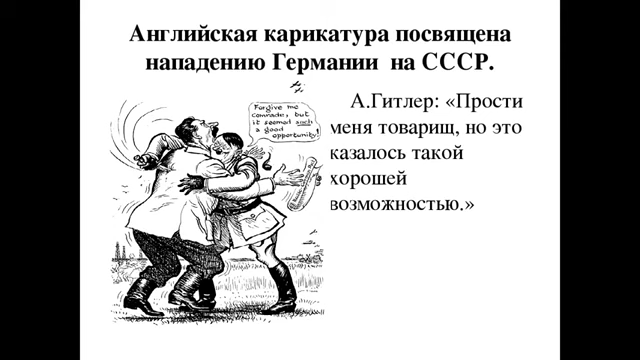 Английская карикатура посвящена
нападению Германии на СССР.
А.Гитлер: «Прости
меня товарищ, но это
казалось такой
хорошей
возможностью.»
Forgive me
comrade, but
it seemed such
a good
opportunity!